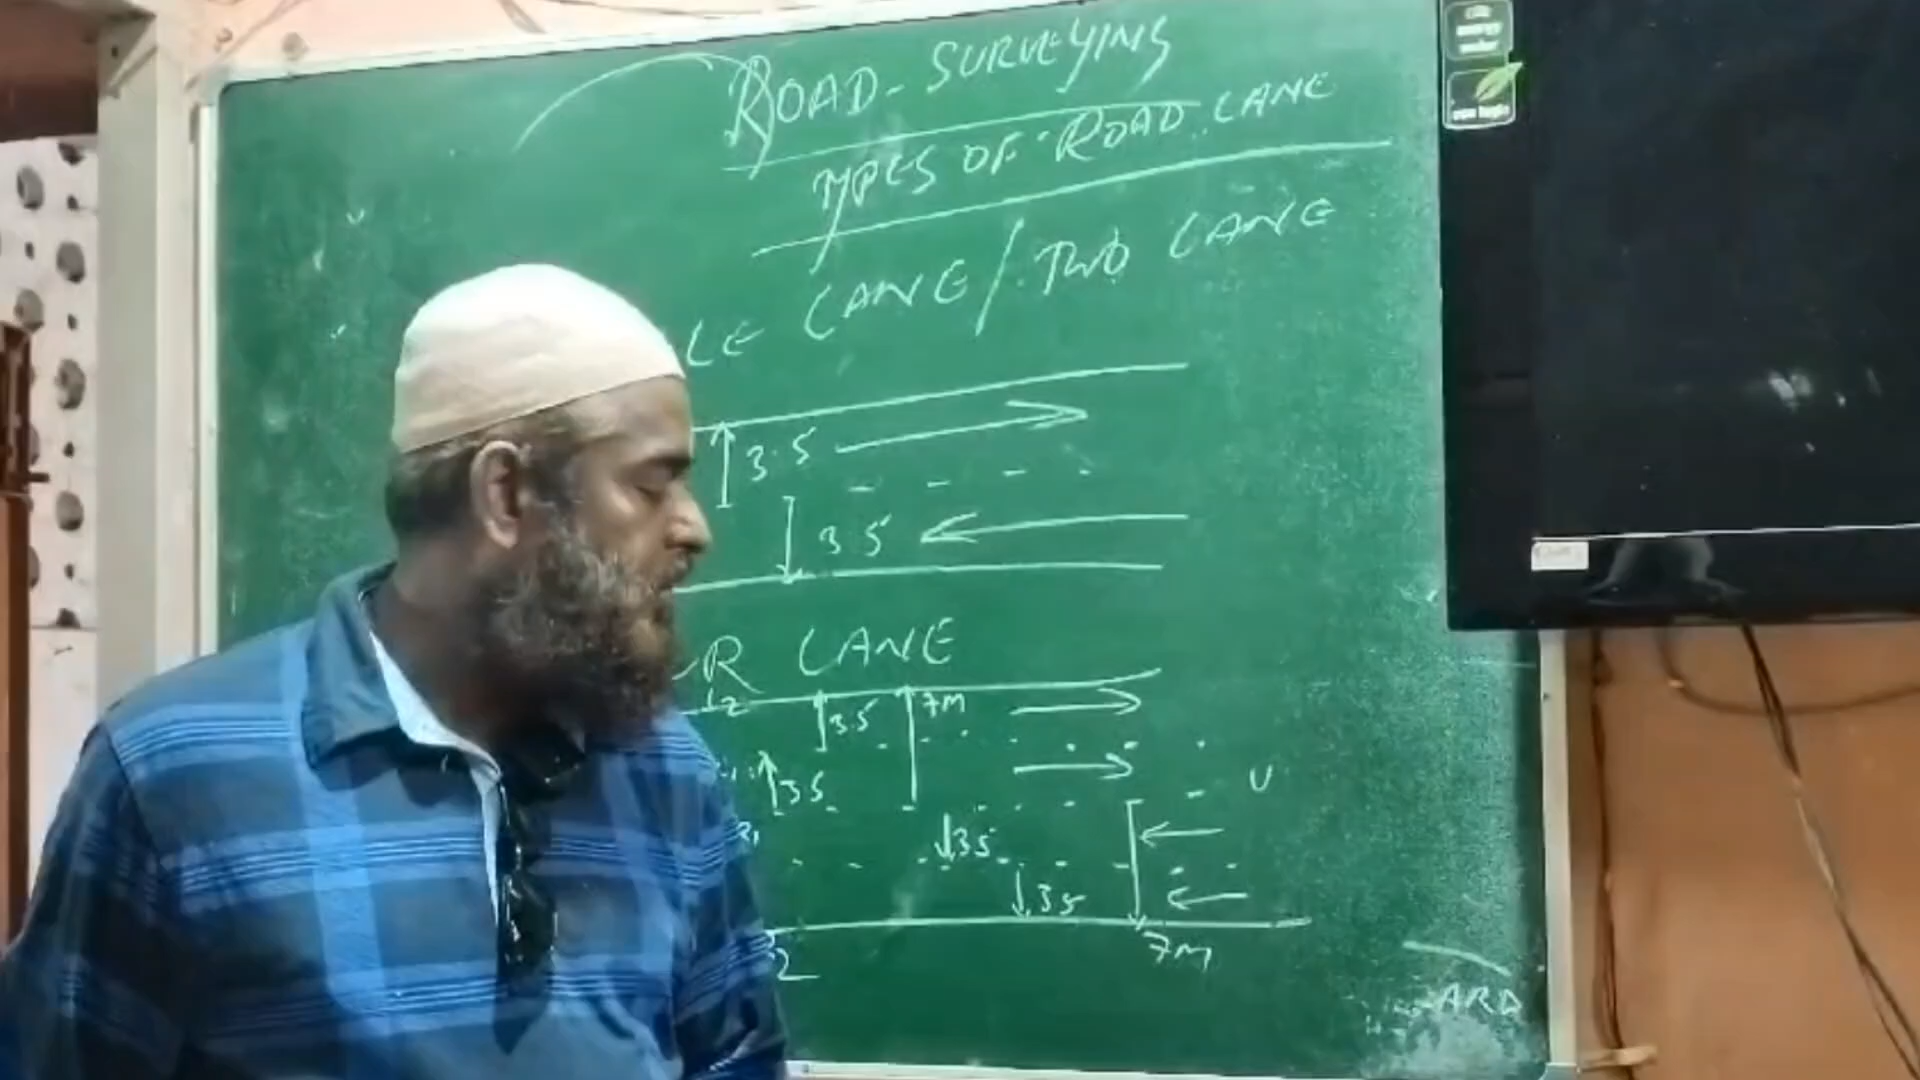 ROAD-SURVEYING
TYPES OF ROAD LANE
LE LANE / TWO LANE
3.5
3.5
R LANE
3.5 7M
3.5
3.5
3.5
7M